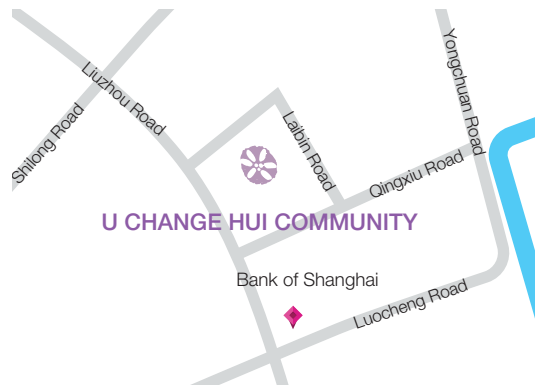 Yongchuan Road
Liuzhou Road
Shilong Road
Laibin Road
Qingxiu Road
U CHANGE HUI COMMUNITY
Bank of Shanghai
Luocheng Road